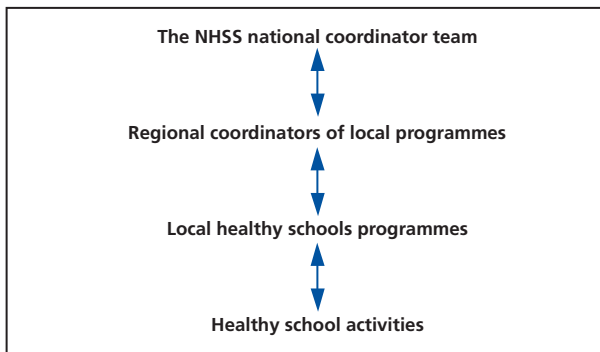 The NHSS national coordinator team
Regional coordinators of local programmes
Local healthy schools programmes
Healthy school activities